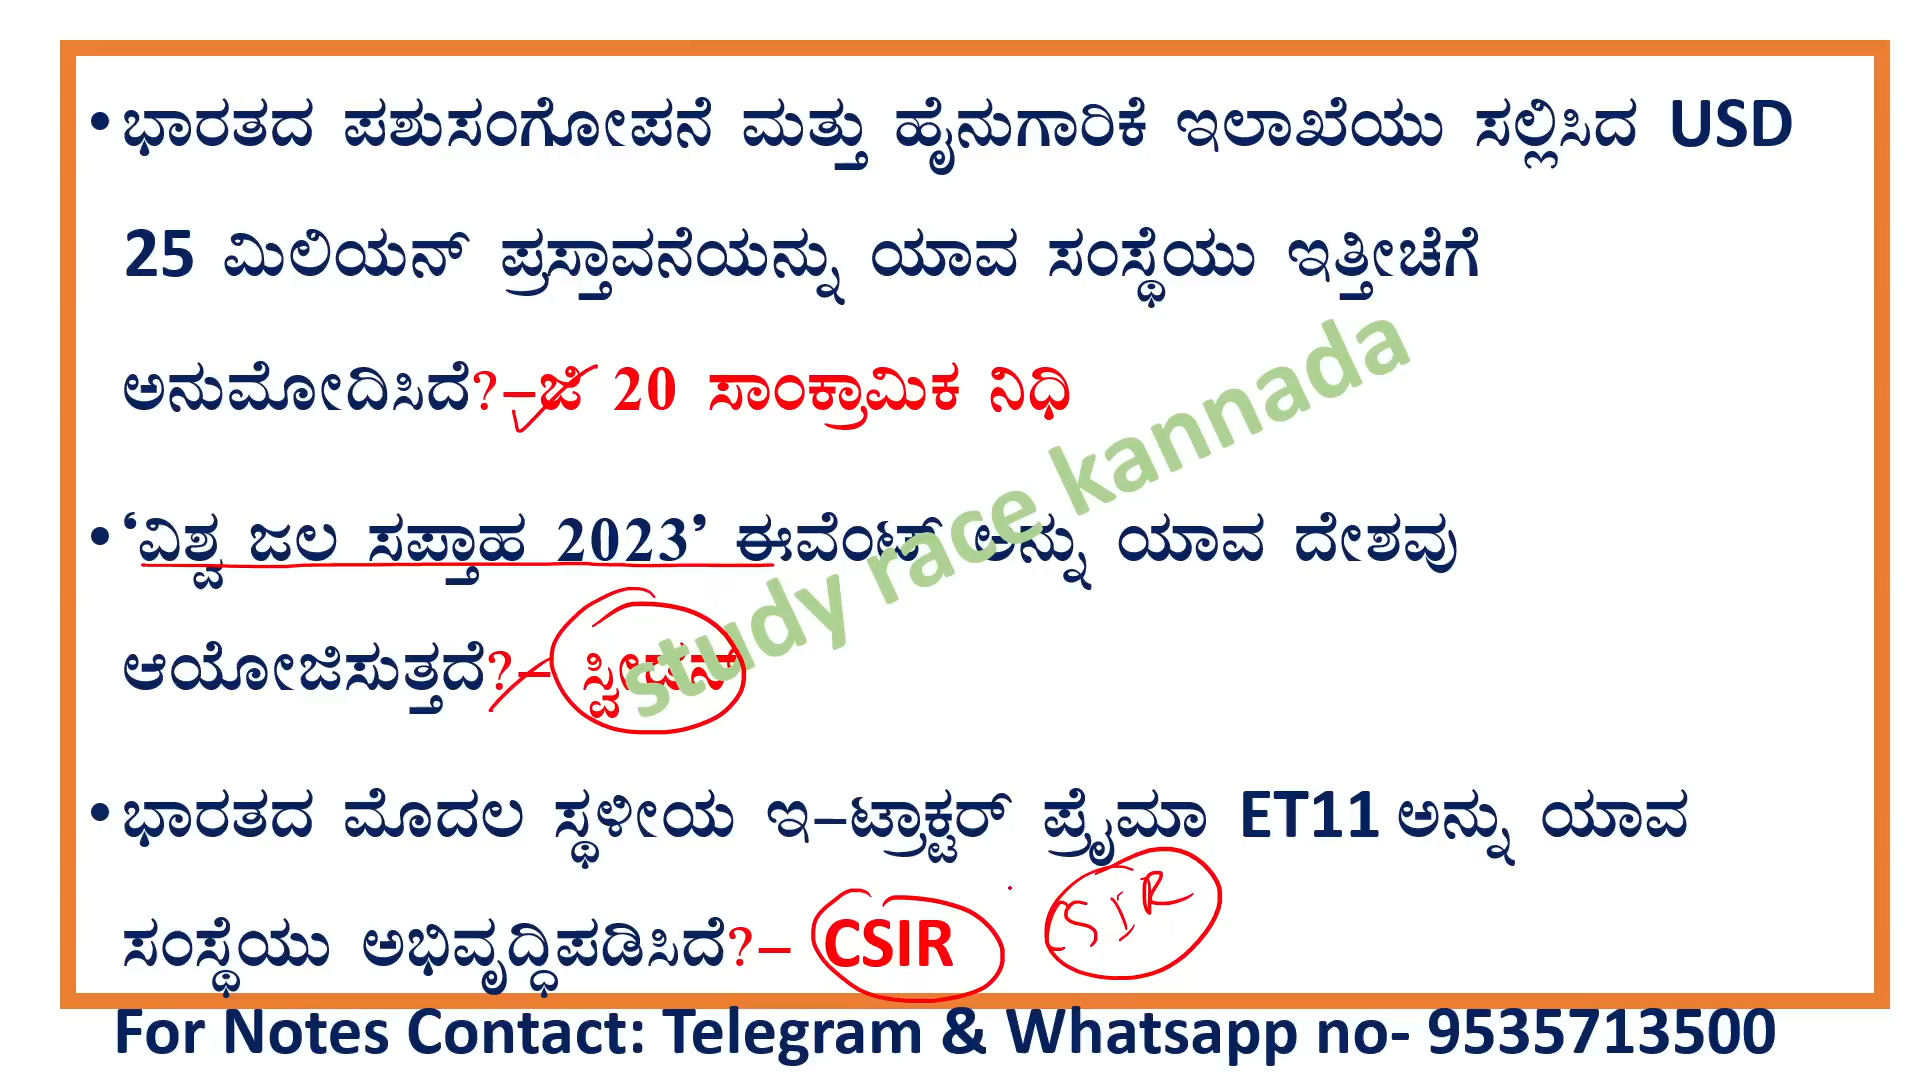 • ಭಾರತದ ಪಶುಸಂಗೋಪನೆ ಮತ್ತು ಹೈನುಗಾರಿಕೆ ಇಲಾಖೆಯು ಸಲ್ಲಿಸಿದ USD
25 ಮಿಲಿಯನ್ ಪ್ರಸ್ತಾವನೆಯನ್ನು ಯಾವ ಸಂಸ್ಥೆಯು ಇತ್ತೀಚೆಗೆ
ಅನುಮೋದಿಸಿದೆ?–ಜಿ 20 ಸಾಂಕ್ರಾಮಿಕ ನಿಧಿ
• ‘ವಿಶ್ವ ಜಲ ಸಪ್ತಾಹ 2023’ ಈವೆಂಟ್ ಅನ್ನು ಯಾವ ದೇಶವು
ಆಯೋಜಿಸುತ್ತದೆ?– ಸ್ವೀಡನ್
study race kannada
• ಭಾರತದ ಮೊದಲ ಸ್ಥಳೀಯ ಇ–ಟ್ರಾಕ್ಟರ್ ಪ್ರೈಮಾ ET11 ಅನ್ನು ಯಾವ
ಸಂಸ್ಥೆಯು ಅಭಿವೃದ್ಧಿಪಡಿಸಿದೆ?– CSIR
CSIR
For Notes Contact: Telegram & Whatsapp no- 9535713500